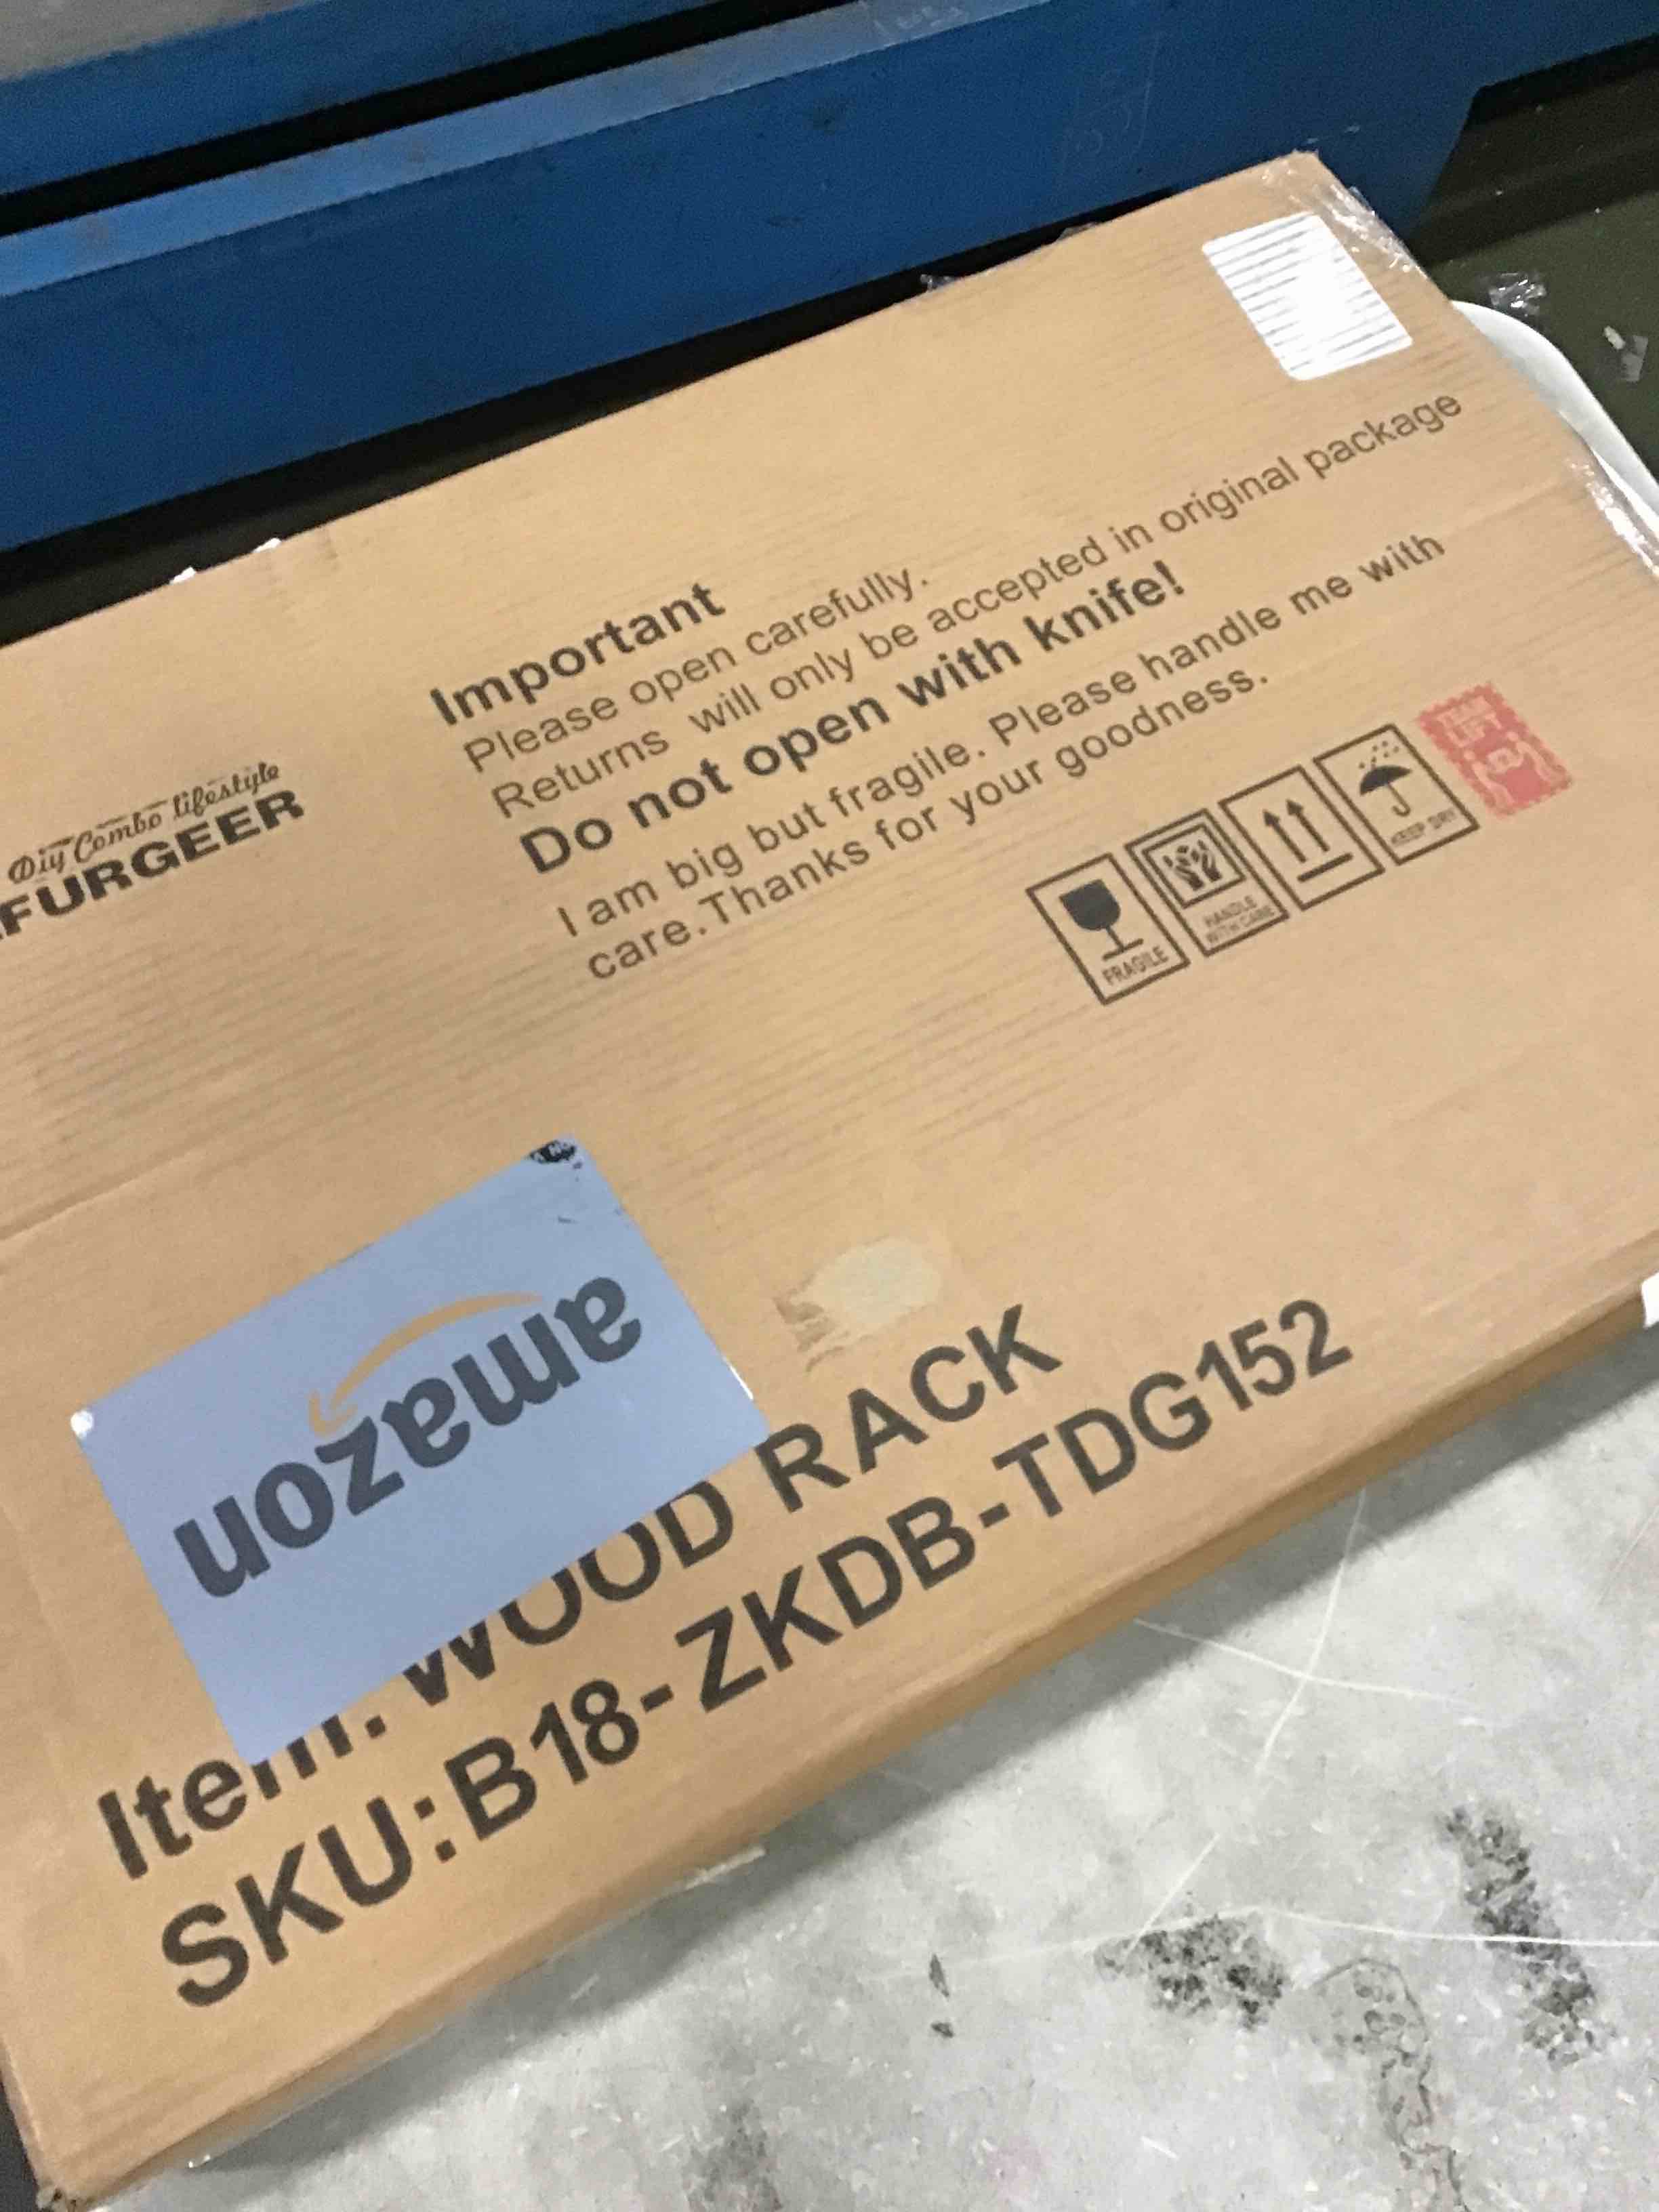 Diy Combo lifestyle
FURGEER
Important
Please open carefully.
Returns will only be accepted in original package
Do not open with knife!
I am big but fragile. Please handle me with
care.Thanks for your goodness.
FRAGILE
HANDLE
WITH CARE
KEEP DRY
TEAM
LIFT
amazon
Item: WOOD RACK
SKU:B18-ZKDB-TDG152